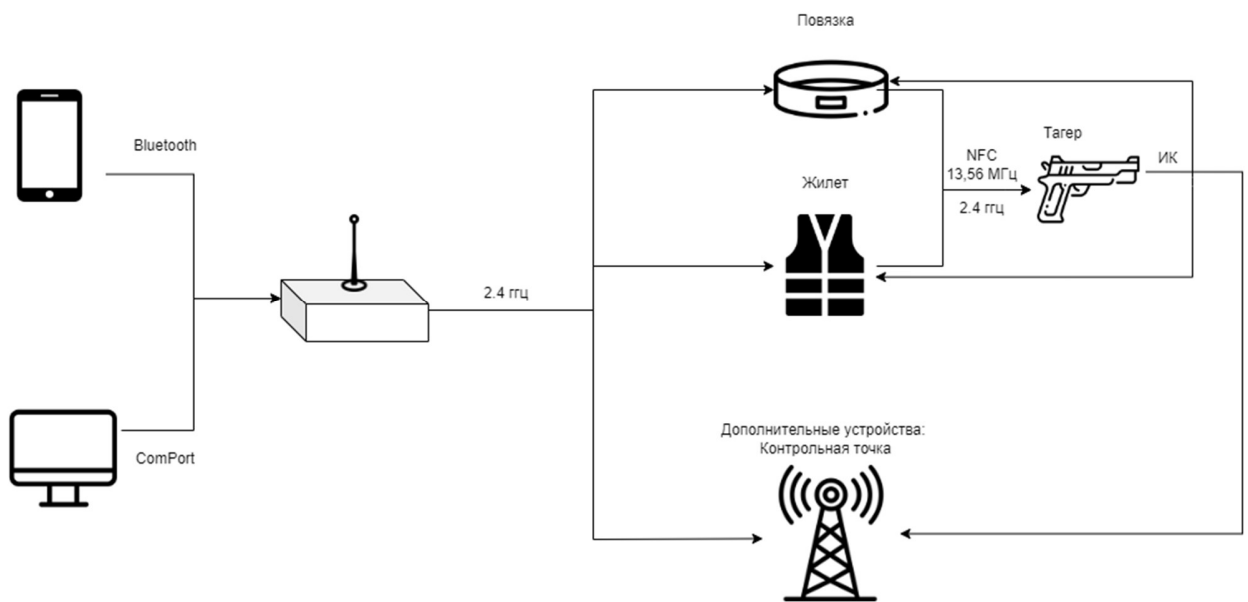 Повязка
Bluetooth
NFC
13,56 МГц
2.4 ггц
Тагер
ИК
Жилет
2.4 ггц
ComPort
Дополнительные устройства:
Контрольная точка